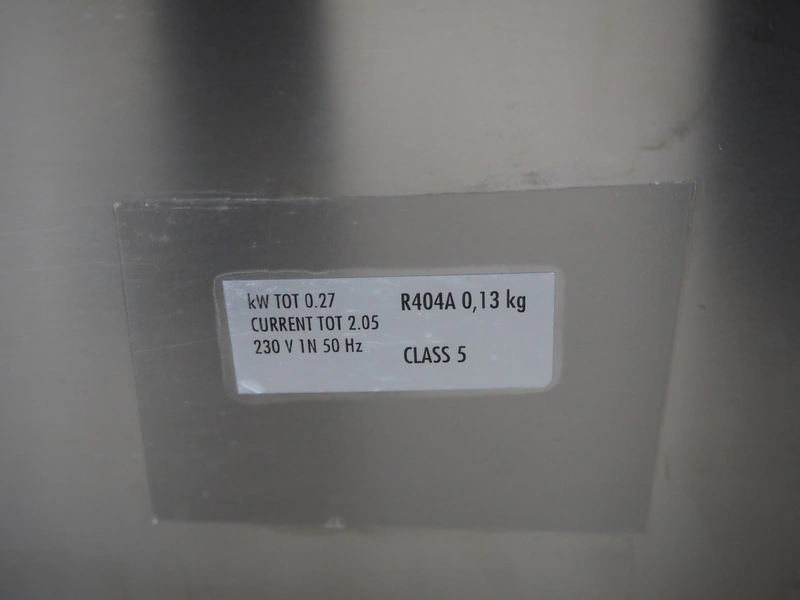 kW TOT 0.27
CURRENT TOT 2.05
230 V 1N 50 Hz
R404A 0,13 kg
CLASS 5